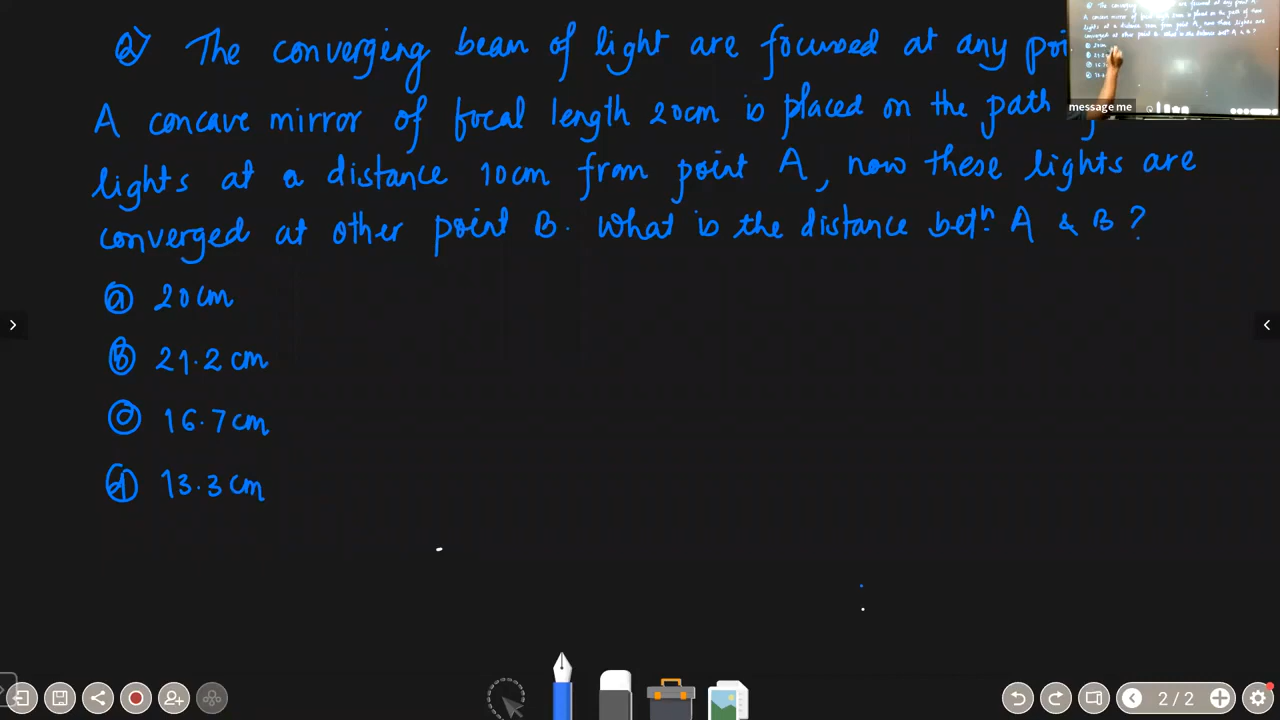 Q) The converging beam of light are focussed at any
A concave mirror of focal length 20cm is placed on the path
lights at a distance 10cm from point A, now these lights are
converged at other point B. What is the distance betn. A & B ?
(a) 20cm
(b) 21.2 cm
(c) 16.7 cm
(d) 13.3 cm
message me
2/2